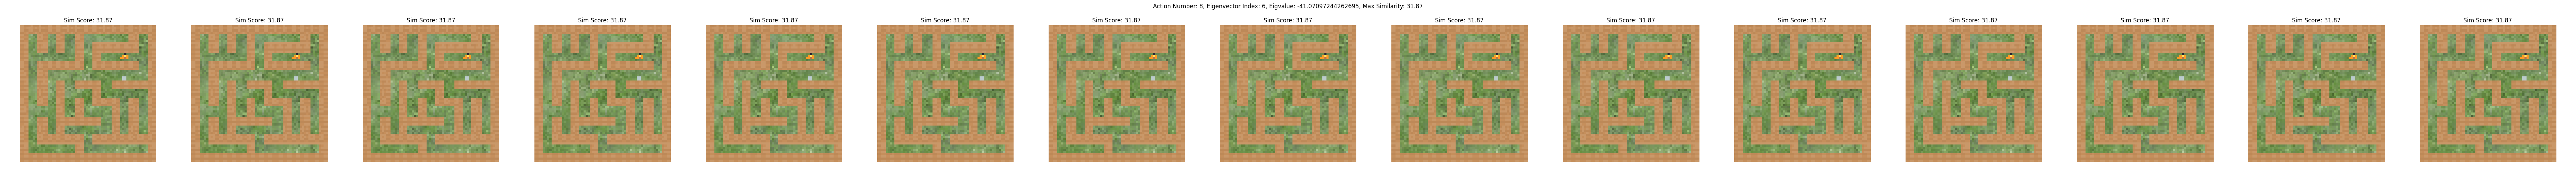 Action Number: 8, Eigenvector Index: 6, Eigvalue: -41.07097244262695, Max Similarity: 31.87
Sim Score: 31.87 Sim Score: 31.87 Sim Score: 31.87 Sim Score: 31.87 Sim Score: 31.87 Sim Score: 31.87 Sim Score: 31.87 Sim Score: 31.87 Sim Score: 31.87 Sim Score: 31.87 Sim Score: 31.87 Sim Score: 31.87 Sim Score: 31.87 Sim Score: 31.87 Sim Score: 31.87